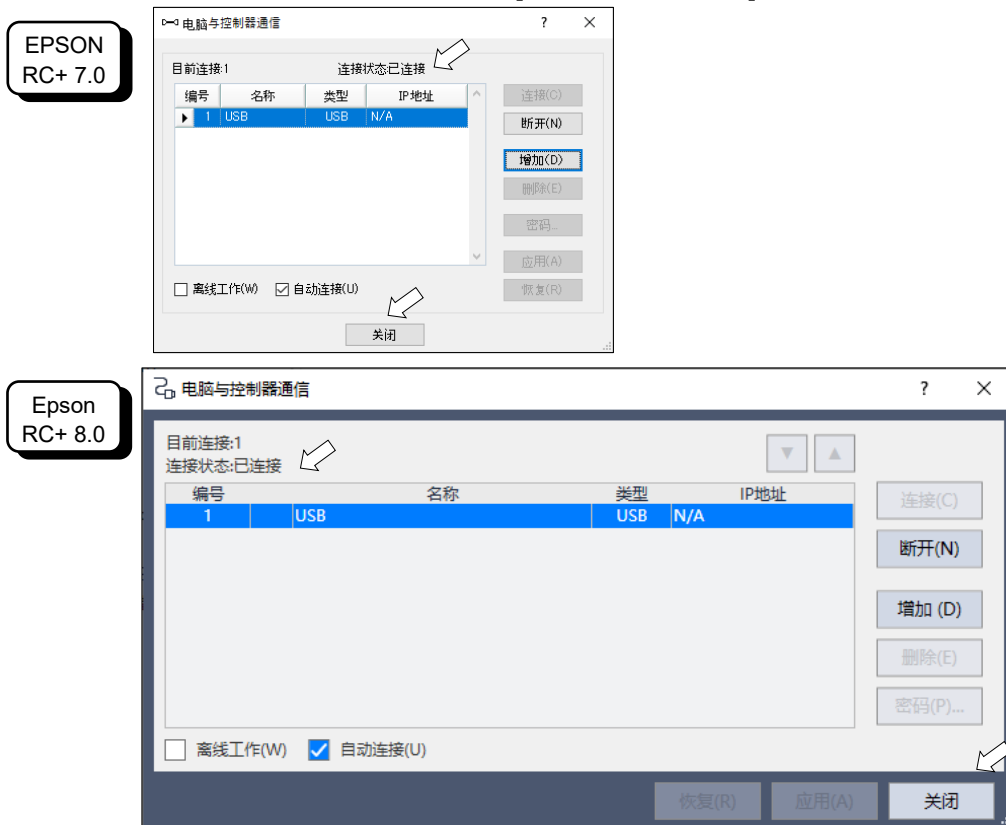 EPSON
RC+ 7.0
电脑与控制器通信
目前连接:1 连接状态:已连接
编号 名称 类型 IP地址
1 USB USB N/A
连接(C)
断开(N)
增加(D)
删除(E)
密码...
应用(A)
恢复(R)
离线工作(W) 自动连接(U)
关闭
Epson
RC+ 8.0
电脑与控制器通信
目前连接:1
连接状态:已连接
编号 名称 类型 IP地址
1 USB USB N/A
连接(C)
断开(N)
增加 (D)
删除(E)
密码(P)...
离线工作(W) 自动连接(U)
恢复(R) 应用(A) 关闭